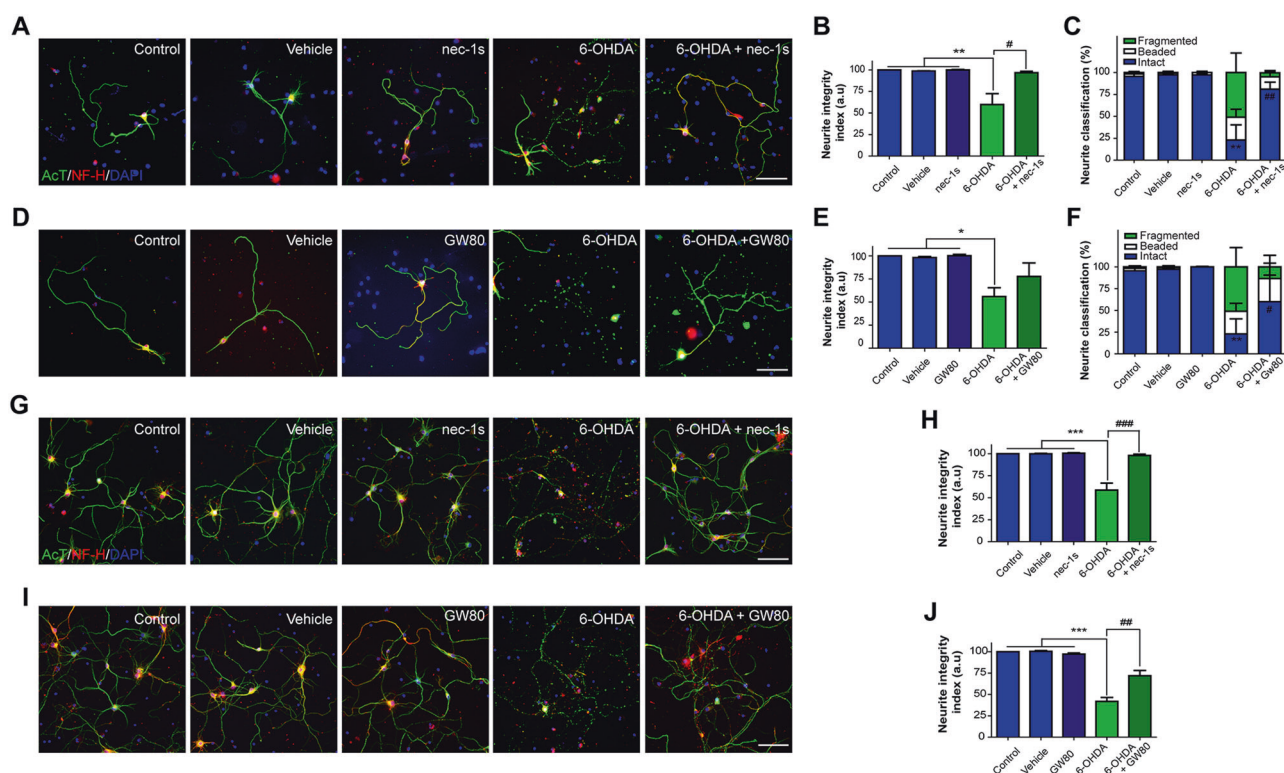 A
Control
Vehicle
nec-1s
6-OHDA
6-OHDA + nec-1s
AcT/NF-H/DAPI
B
Neurite integrity
index (a.u)
100
75
50
25
0
**
#
Control
Vehicle
nec-1s
6-OHDA
6-OHDA
+ nec-1s
C
Neurite classification (%)
Fragmented
Beaded
Intact
100
75
50
25
0
**
##
Control
Vehicle
nec-1s
6-OHDA
6-OHDA
+ nec-1s
D
Control
Vehicle
GW80
6-OHDA
6-OHDA +GW80
E
Neurite integrity
index (a.u)
100
75
50
25
0
*
Control
Vehicle
GW80
6-OHDA
6-OHDA
+ GW80
F
Neurite classification (%)
Fragmented
Beaded
Intact
100
75
50
25
0
**
#
Control
Vehicle
GW80
6-OHDA
6-OHDA
+ Gw80
G
Control
Vehicle
nec-1s
6-OHDA
6-OHDA + nec-1s
AcT/NF-H/DAPI
H
Neurite integrity
index (a.u)
100
75
50
25
0
***
###
Control
Vehicle
nec-1s
6-OHDA
6-OHDA
+ nec-1s
I
Control
Vehicle
GW80
6-OHDA
6-OHDA + GW80
J
Neurite integrity
index (a.u)
100
75
50
25
0
***
##
Control
Vehicle
GW80
6-OHDA
6-OHDA
+ GW80